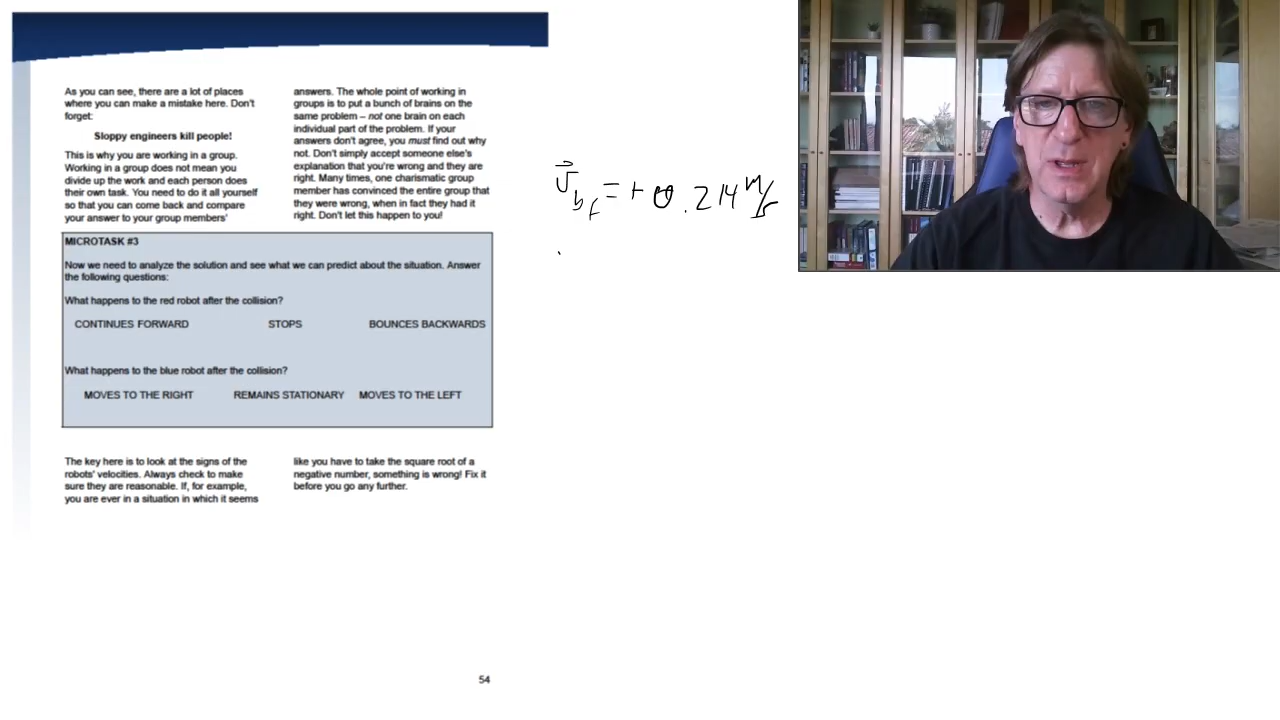 As you can see, there are a lot of places
where you can make a mistake here. Don't
forget:
Sloppy engineers kill people!
This is why you are working in a group.
Working in a group does not mean you
divide up the work and each person does
their own task. You need to do it all yourself
so that you can come back and compare
your answer to your group members'
answers. The whole point of working in
groups is to put a bunch of brains on the
same problem – not one brain on each
individual part of the problem. If your
answers don't agree, you must find out why
not. Don't simply accept someone else's
explanation that you're wrong and they are
right. Many times, one charismatic group
member has convinced the entire group that
they were wrong, when in fact they had it
right. Don't let this happen to you!
MICROTASK #3
Now we need to analyze the solution and see what we can predict about the situation. Answer
the following questions:
What happens to the red robot after the collision?
CONTINUES FORWARD STOPS BOUNCES BACKWARDS
What happens to the blue robot after the collision?
MOVES TO THE RIGHT REMAINS STATIONARY MOVES TO THE LEFT
The key here is to look at the signs of the
robots' velocities. Always check to make
sure they are reasonable. If, for example,
you are ever in a situation in which it seems
like you have to take the square root of a
negative number, something is wrong! Fix it
before you go any further.
54
v⃗_bf = + 0.214 m/s